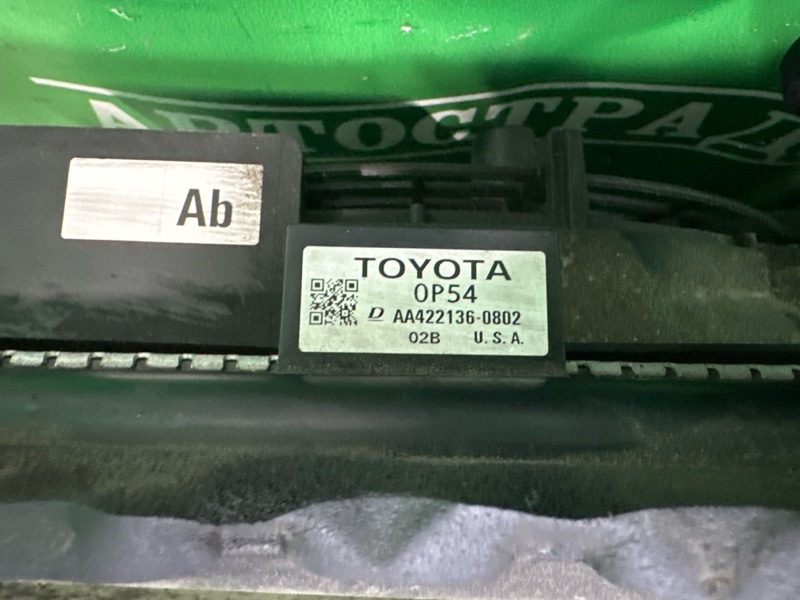 АВТОСТРАДА
Ab
TOYOTA
0P54
D AA422136-0802
02B U.S.A.